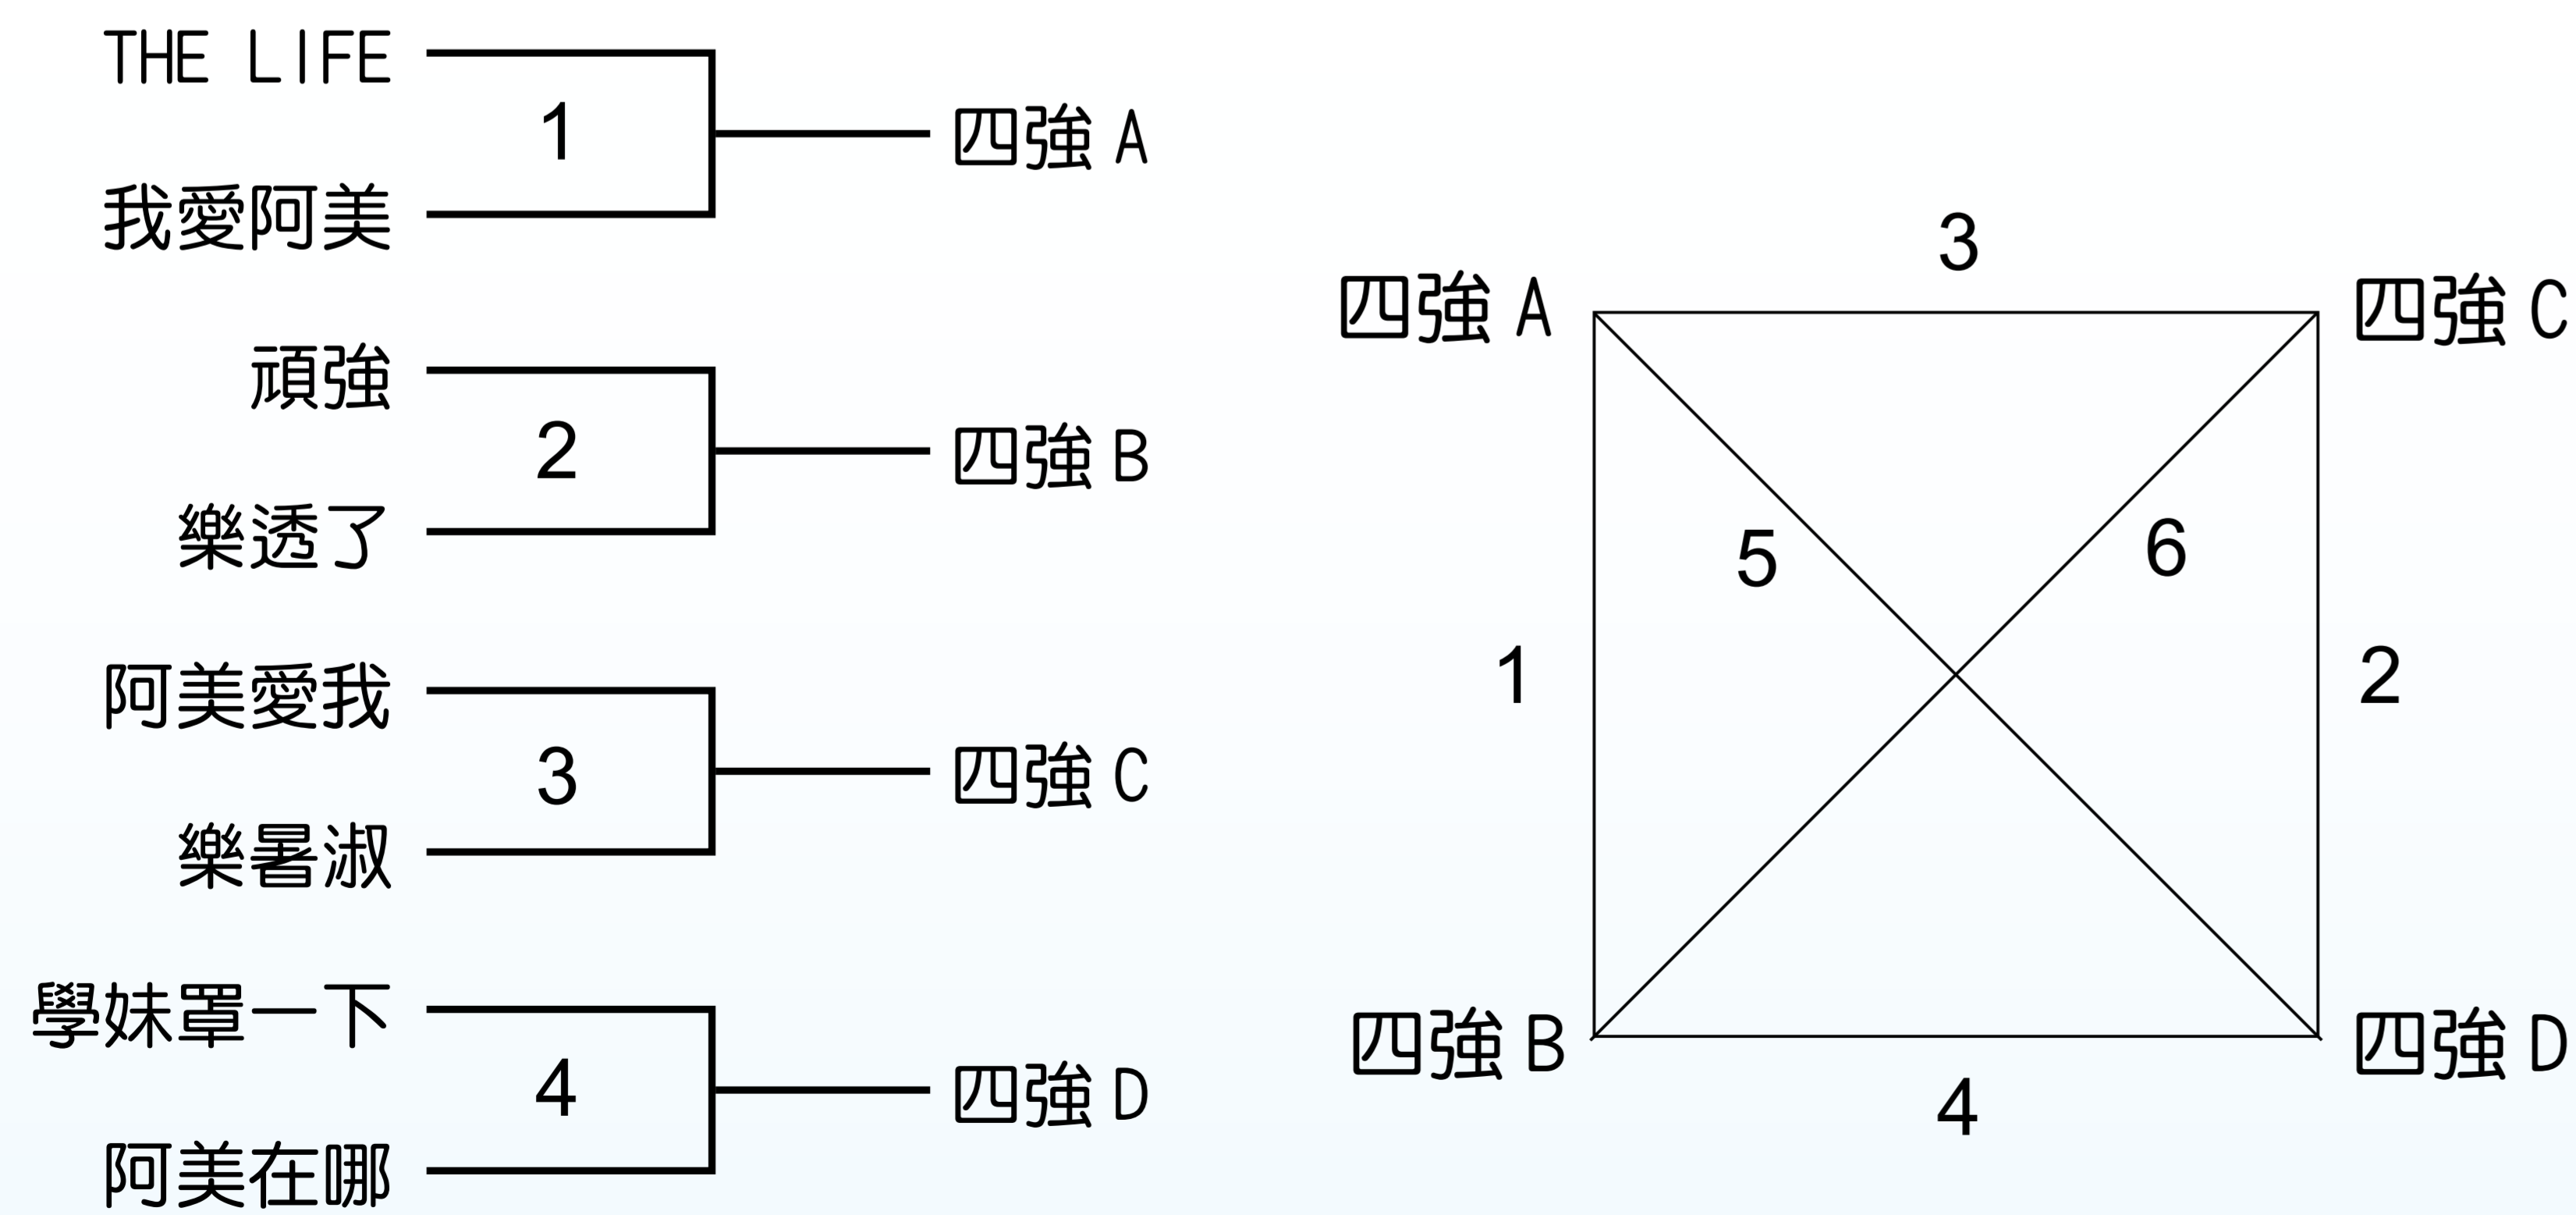 THE LIFE
1
四強 A
我愛阿美
頑強
2
四強 B
樂透了
阿美愛我
3
四強 C
樂暑淑
學妹罩一下
4
四強 D
阿美在哪
3
四強 A
四強 C
5
6
1
2
四強 B
四強 D
4